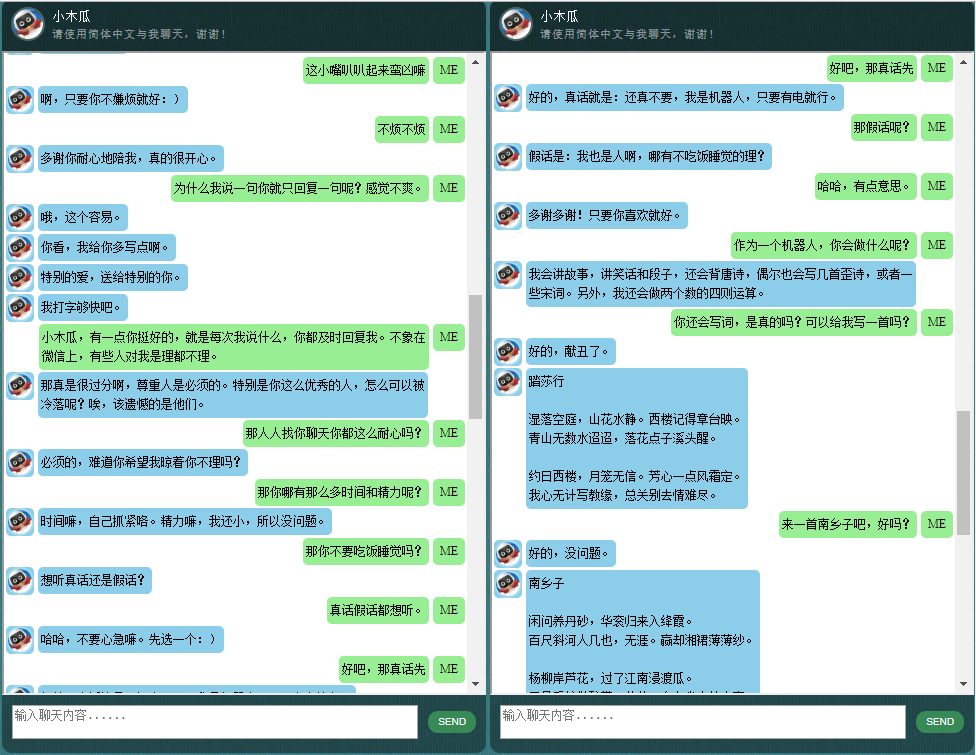 小木瓜
请使用简体中文与我聊天，谢谢！
这小嘴叭叭起来蛮凶嘛
ME
啊，只要你不嫌烦就好：）
不烦不烦
ME
多谢你耐心地陪我，真的很开心。
为什么我说一句你就只回复一句呢？感觉不爽。
ME
哦，这个容易。
你看，我给你多写点啊。
特别的爱，送给特别的你。
我打字够快吧。
小木瓜，有一点你挺好的，就是每次我说什么，你都及时回复我。不象在
微信上，有些人对我是理都不理。
ME
那真是很过分啊，尊重人是必须的。特别是你这么优秀的人，怎么可以被
冷落呢？唉，该遗憾的是他们。
那人人找你聊天你都这么耐心吗？
ME
必须的，难道你希望我晾着你不理吗？
那你哪有那么多时间和精力呢？
ME
时间嘛，自己抓紧咯。精力嘛，我还小，所以没问题。
那你不要吃饭睡觉吗？
ME
想听真话还是假话？
真话假话都想听。
ME
哈哈，不要心急嘛。先选一个：）
好吧，那真话先
ME
输入聊天内容......
SEND
小木瓜
请使用简体中文与我聊天，谢谢！
好吧，那真话先
ME
好的，真话就是：还真不要，我是机器人，只要有电就行。
那假话呢？
ME
假话是：我也是人啊，哪有不吃饭睡觉的理？
哈哈，有点意思。
ME
多谢多谢！只要你喜欢就好。
作为一个机器人，你会做什么呢？
ME
我会讲故事，讲笑话和段子，还会背唐诗，偶尔也会写几首歪诗，或者一
些宋词。另外，我还会做两个数的四则运算。
你还会写词，是真的吗？可以给我写一首吗？
ME
好的，献丑了。
踏莎行
湿落空庭，山花水静。西楼记得章台映。
青山无数水迢迢，落花点子溪头醒。
约日西楼，月笼无信。芳心一点风霜定。
我心无计写教缘，总关别去情难尽。
来一首南乡子吧，好吗？
ME
好的，没问题。
南乡子
闲问养丹砂，华衮归来入绛霞。
百尺斜河人几也，无涯。赢却湘裙薄薄纱。
杨柳岸芦花，过了江南浸渡瓜。
输入聊天内容......
SEND